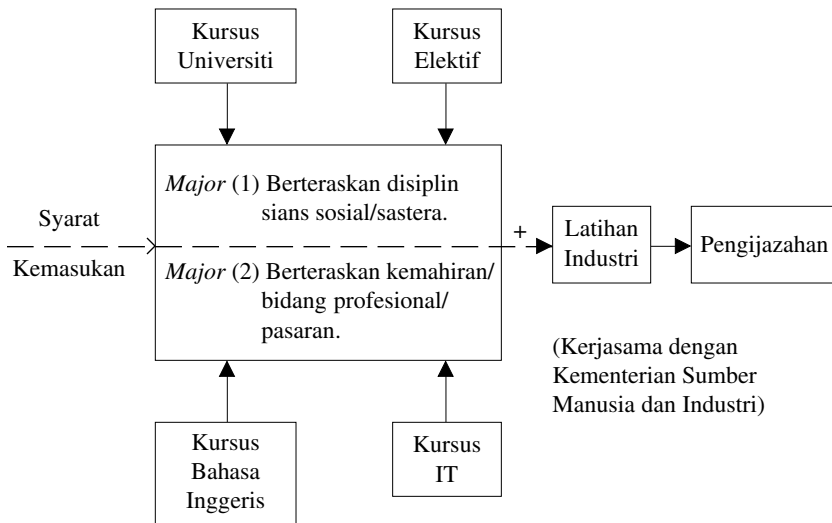 Kursus
Universiti
Kursus
Elektif
Major (1) Berteraskan disiplin
sians sosial/sastera.
Syarat
Kemasukan
Major (2) Berteraskan kemahiran/
bidang profesional/
pasaran.
+
Latihan
Industri
Pengijazahan
(Kerjasama dengan
Kementerian Sumber
Manusia dan Industri)
Kursus
Bahasa
Inggeris
Kursus
IT